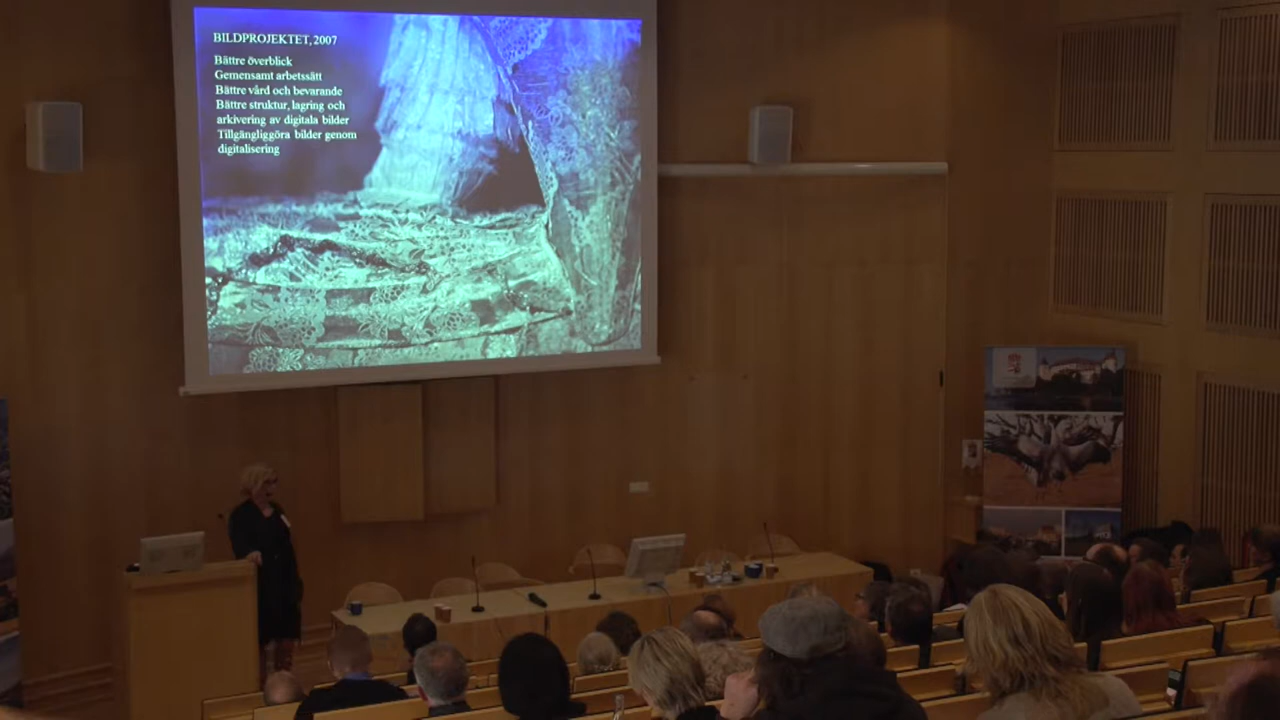 BILDPROJEKTET, 2007
Bättre överblick
Gemensamt arbetssätt
Bättre vård och bevarande
Bättre struktur, lagring och
arkivering av digitala bilder
Tillgängliggöra bilder genom
digitalisering